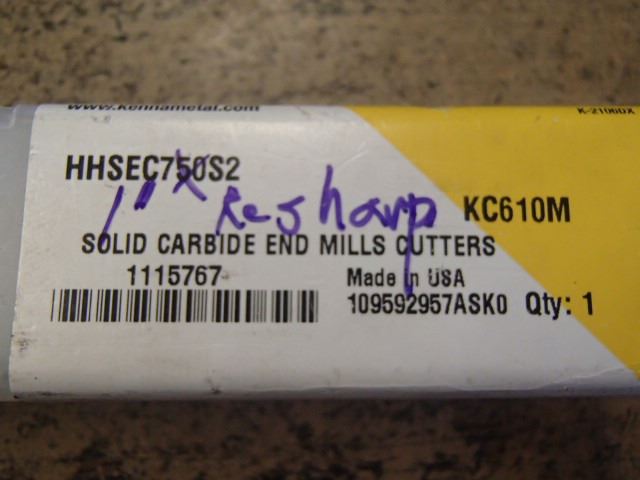 www.kennametal.com
K-21060X
HHSEC750S2
1" x Resharp
KC610M
SOLID CARBIDE END MILLS CUTTERS
1115767
Made in USA
109592957ASK0 Qty: 1